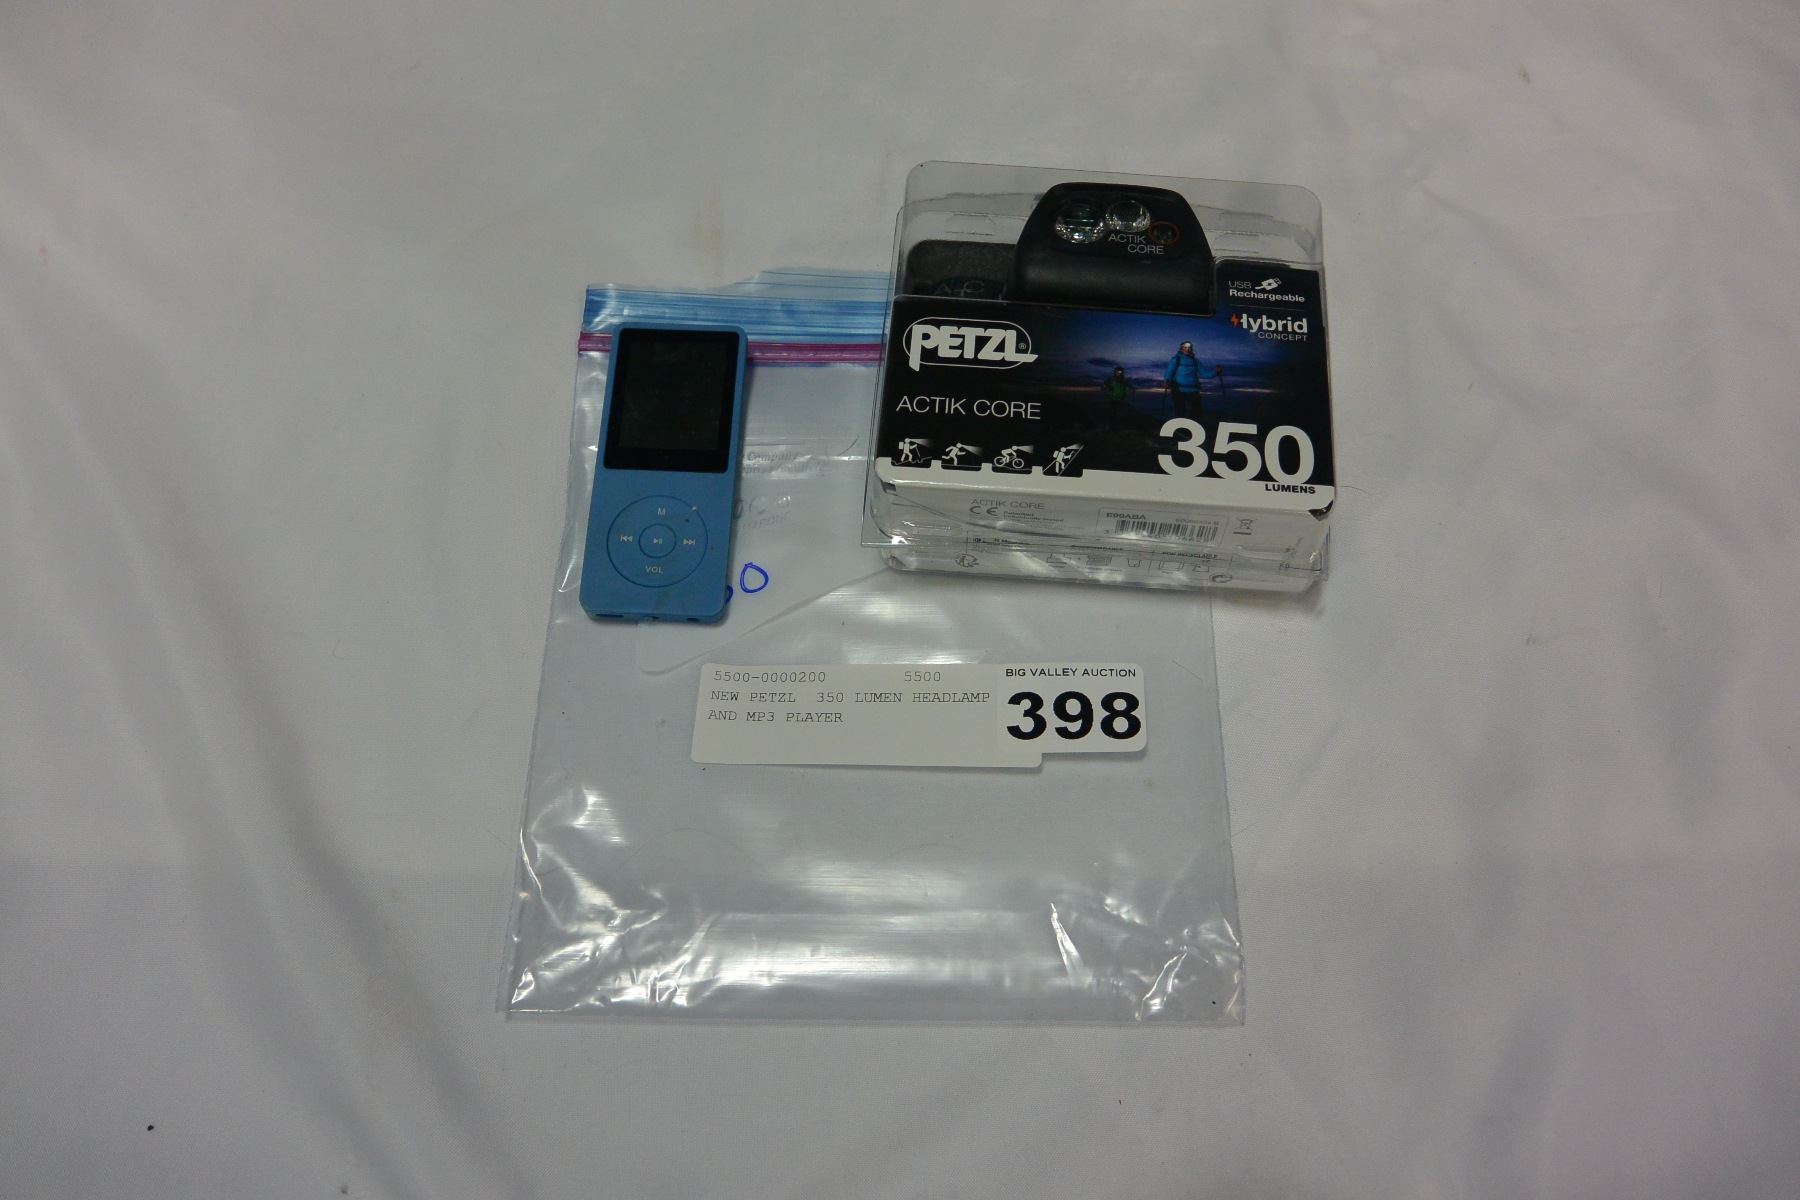 ACTIK
CORE
USB
Rechargeable
Hybrid
CONCEPT
PETZL®
ACTIK CORE
350
LUMENS
ACTIK CORE
CE
E99ABA
M
VOL
5500-0000200 5500
NEW PETZL 350 LUMEN HEADLAMP
AND MP3 PLAYER
BIG VALLEY AUCTION
398